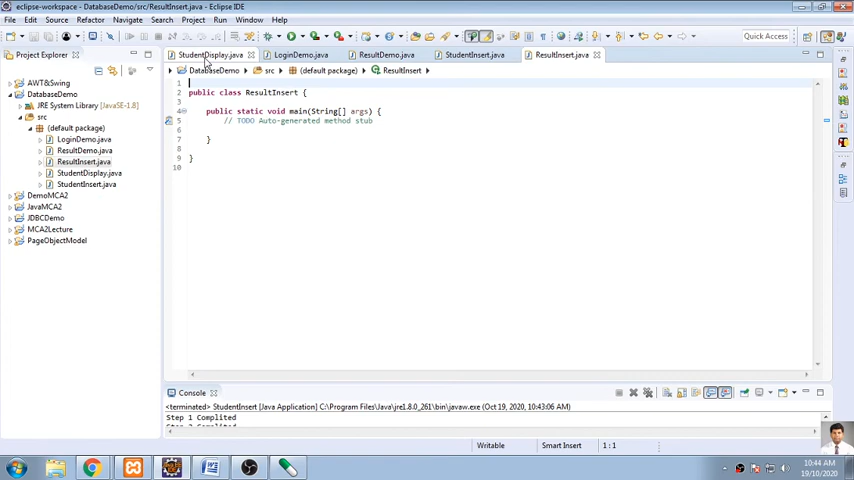 eclipse-workspace - DatabaseDemo/src/ResultInsert.java - Eclipse IDE
File Edit Source Refactor Navigate Search Project Run Window Help
Quick Access
Project Explorer
StudentDisplay.java
LoginDemo.java
ResultDemo.java
StudentInsert.java
ResultInsert.java
DatabaseDemo
src
(default package)
ResultInsert
AWT&Swing
DatabaseDemo
JRE System Library [JavaSE-1.8]
src
(default package)
LoginDemo.java
ResultDemo.java
ResultInsert.java
StudentDisplay.java
StudentInsert.java
DemoMCA2
JavaMCA2
JDBCDemo
MCA2Lecture
PageObjectModel
1
2 public class ResultInsert {
3
4 public static void main(String[] args) {
5 // TODO Auto-generated method stub
6
7 }
8
9 }
10
Console
<terminated> StudentInsert [Java Application] C:\Program Files\Java\jre1.8.0_261\bin\javaw.exe (Oct 19, 2020, 10:43:06 AM)
Step 1 Complited
Writable
Smart Insert
1 : 1
10:44 AM
19/10/2020